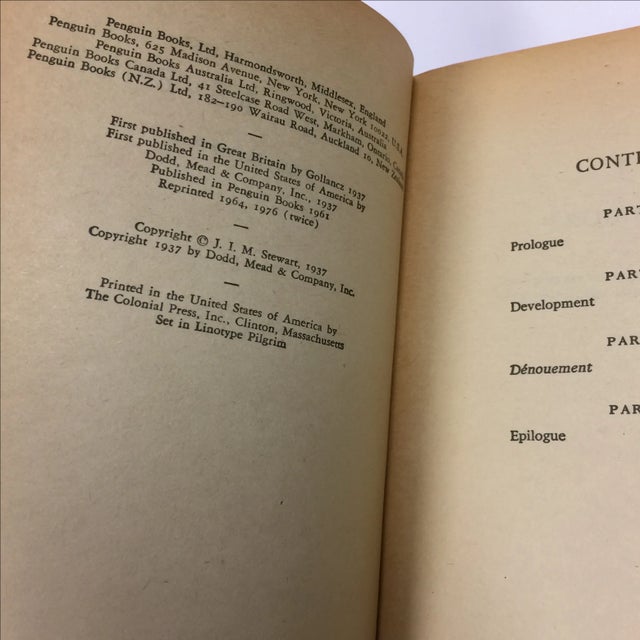 Penguin Books, Ltd, Harmondsworth, Middlesex, England
Penguin Books, 625 Madison Avenue, New York, New York 10022, U.S.A
Penguin Books Australia Ltd, Ringwood, Victoria, Australia
Penguin Books Canada Ltd, 41 Steelcase Road West, Markham, Ontario,
Penguin Books (N.Z.) Ltd, 182–190 Wairau Road, Auckland 10, New
—
First published in Great Britain by Gollancz 1937
First published in the United States of America by
Dodd, Mead & Company, Inc., 1937
Published in Penguin Books 1961
Reprinted 1964, 1976 (twice)
—
Copyright © J. I. M. Stewart, 1937
Copyright 1937 by Dodd, Mead & Company, Inc.
—
Printed in the United States of America by
The Colonial Press, Inc., Clinton, Massachusetts
Set in Linotype Pilgrim
CONTE
PART
Prologue
PAR
Development
PAR
Dénouement
PAR
Epilogue